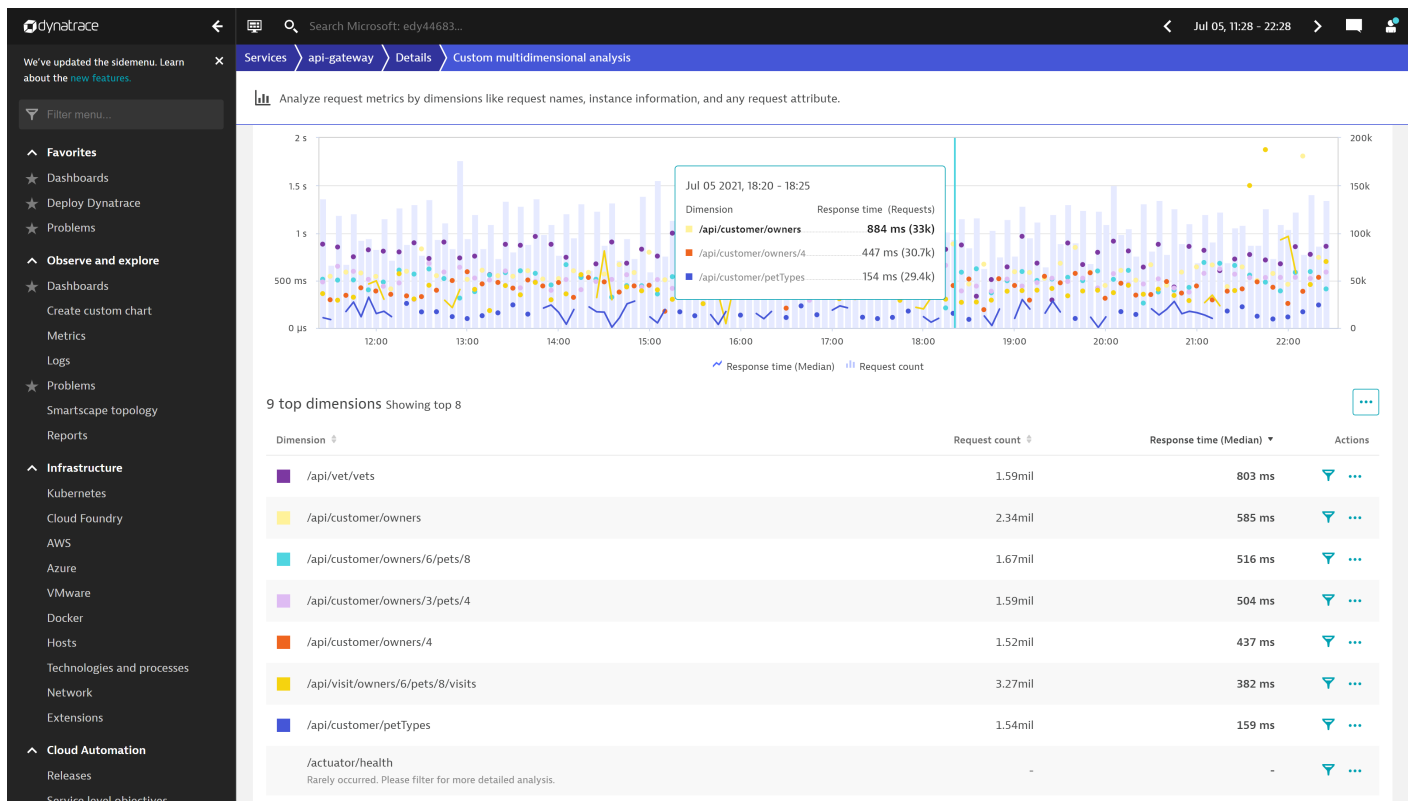 dynatrace
Search Microsoft: edy44683...
Jul 05, 11:28 - 22:28
We've updated the sidemenu. Learn
about the new features.
Filter menu...
Favorites
Dashboards
Deploy Dynatrace
Problems
Observe and explore
Dashboards
Create custom chart
Metrics
Logs
Problems
Smartscape topology
Reports
Infrastructure
Kubernetes
Cloud Foundry
AWS
Azure
VMware
Docker
Hosts
Technologies and processes
Network
Extensions
Cloud Automation
Releases
Service level objectives
Services
api-gateway
Details
Custom multidimensional analysis
Analyze request metrics by dimensions like request names, instance information, and any request attribute.
2 s
1.5 s
1 s
500 ms
0 µs
200k
150k
100k
50k
0
Jul 05 2021, 18:20 - 18:25
Dimension Response time (Requests)
/api/customer/owners 884 ms (33k)
/api/customer/owners/4 447 ms (30.7k)
/api/customer/petTypes 154 ms (29.4k)
12:00 13:00 14:00 15:00 16:00 17:00 18:00 19:00 20:00 21:00 22:00
Response time (Median) Request count
9 top dimensions Showing top 8
Dimension Request count Response time (Median) Actions
/api/vet/vets 1.59mil 803 ms
/api/customer/owners 2.34mil 585 ms
/api/customer/owners/6/pets/8 1.67mil 516 ms
/api/customer/owners/3/pets/4 1.59mil 504 ms
/api/customer/owners/4 1.52mil 437 ms
/api/visit/owners/6/pets/8/visits 3.27mil 382 ms
/api/customer/petTypes 1.54mil 159 ms
/actuator/health - -
Rarely occurred. Please filter for more detailed analysis.